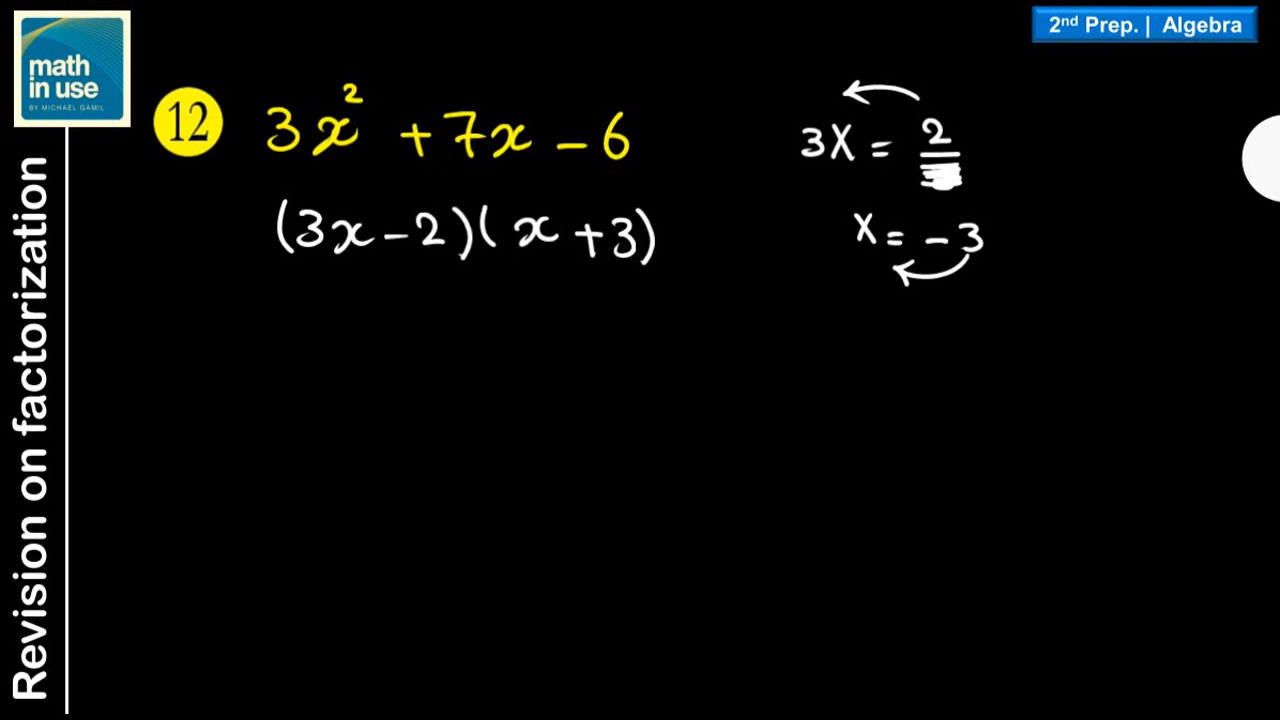 math
in use
BY MICHAEL GAMIL
2nd Prep. | Algebra
Revision on factorization
12 3x² + 7x - 6
(3x - 2)(x + 3)
3X = 2
X = - 3